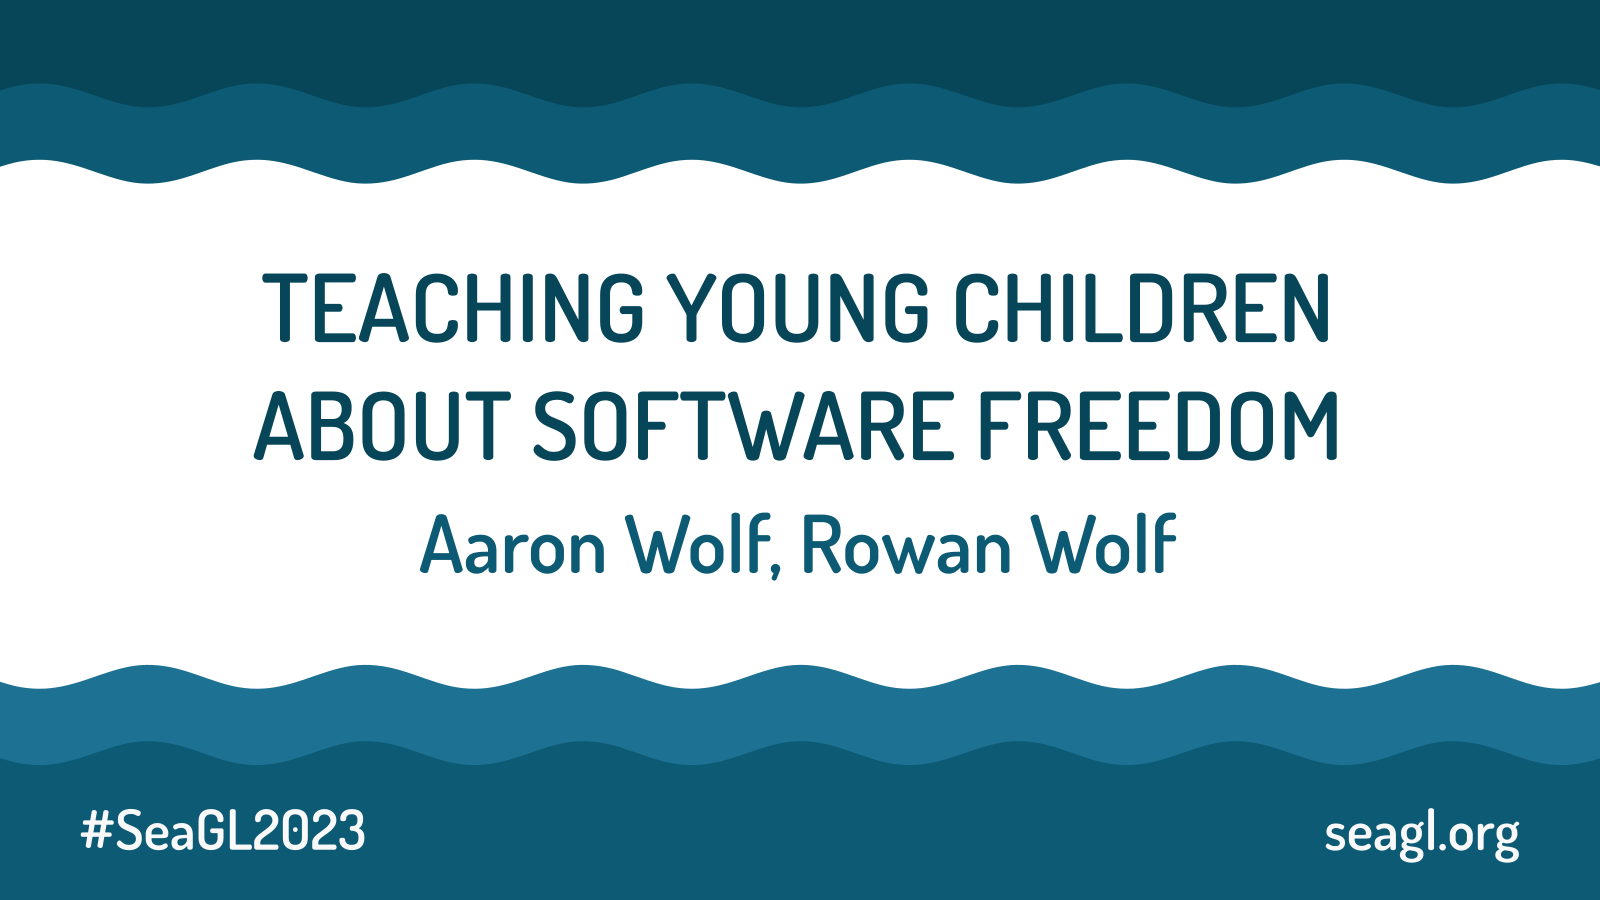 TEACHING YOUNG CHILDREN
ABOUT SOFTWARE FREEDOM
Aaron Wolf, Rowan Wolf
#SeaGL2023
seagl.org